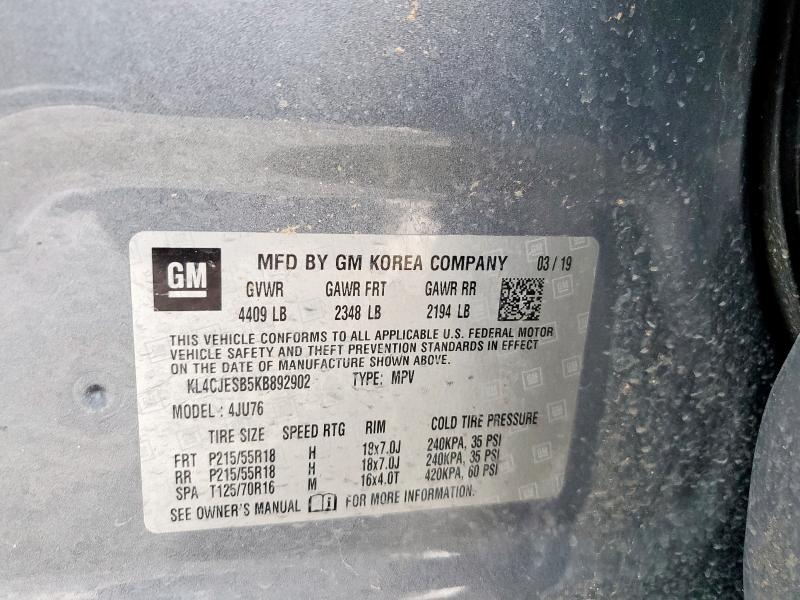 GM
MFD BY GM KOREA COMPANY 03 / 19
GVWR GAWR FRT GAWR RR
4409 LB 2348 LB 2194 LB
THIS VEHICLE CONFORMS TO ALL APPLICABLE U.S. FEDERAL MOTOR
VEHICLE SAFETY AND THEFT PREVENTION STANDARDS IN EFFECT
ON THE DATE OF MANUFACTURE SHOWN ABOVE.
KL4CJESB5KB892902 TYPE: MPV
MODEL : 4JU76
TIRE SIZE SPEED RTG RIM COLD TIRE PRESSURE
FRT P215/55R18 H 18x7.0J 240KPA, 35 PSI
RR P215/55R18 H 18x7.0J 240KPA, 35 PSI
SPA T125/70R16 M 16x4.0T 420KPA, 60 PSI
SEE OWNER'S MANUAL FOR MORE INFORMATION.